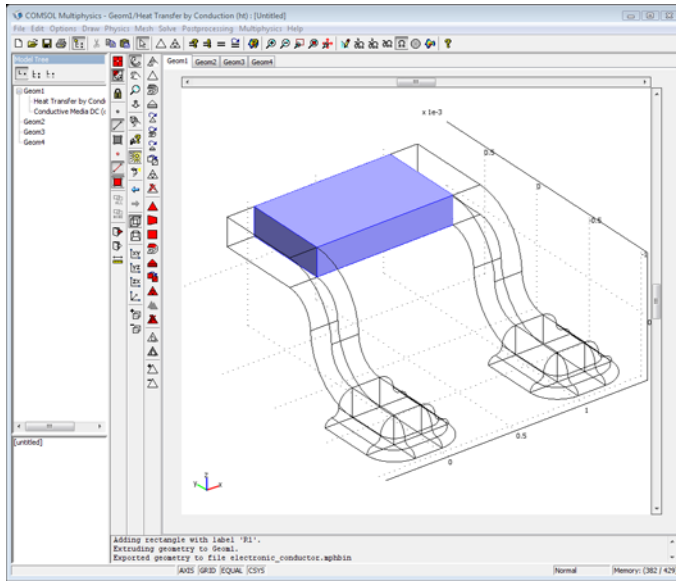 COMSOL Multiphysics - Geom1/Heat Transfer by Conduction (ht) : [Untitled]
File Edit Options Draw Physics Mesh Solve Postprocessing Multiphysics Help
Model Tree
Geom1
Heat Transfer by Condu
Conductive Media DC (
Geom2
Geom3
Geom4
[untitled]
Geom1 Geom2 Geom3 Geom4
x 1e-3
0.5
0
-0.5
-1
0
1
0.5
0
z
y
x
Adding rectangle with label 'R1'.
Extruding geometry to Geom1.
Exported geometry to file electronic_conductor.mphbin
AXIS GRID EQUAL CSYS Normal Memory: (382 / 429